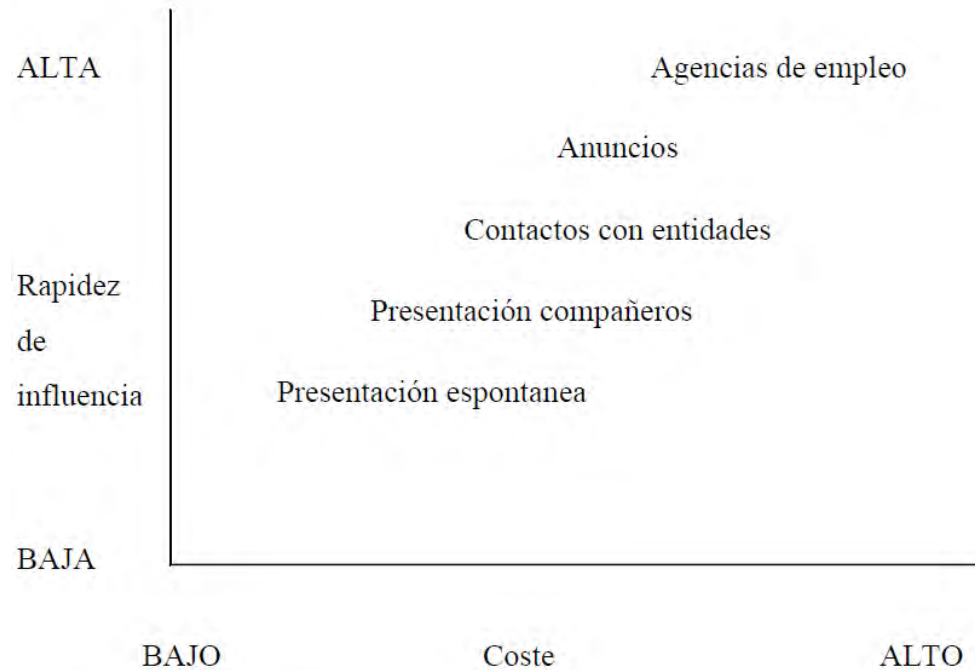 ALTA
Agencias de empleo
Anuncios
Contactos con entidades
Rapidez
de
influencia
Presentación compañeros
Presentación espontanea
BAJA
BAJO
Coste
ALTO